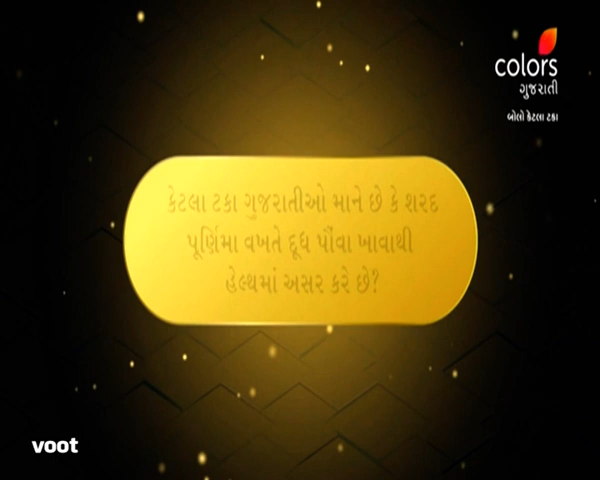 colors
ગુજરાતી
બોલો કેટલા ટકા
કેટલા ટકા ગુજરાતીઓ માને છે કે શરદ
પૂર્ણિમા વખતે દૂધ પૌંવા ખાવાથી
હેલ્થમાં અસર કરે છે?
voot